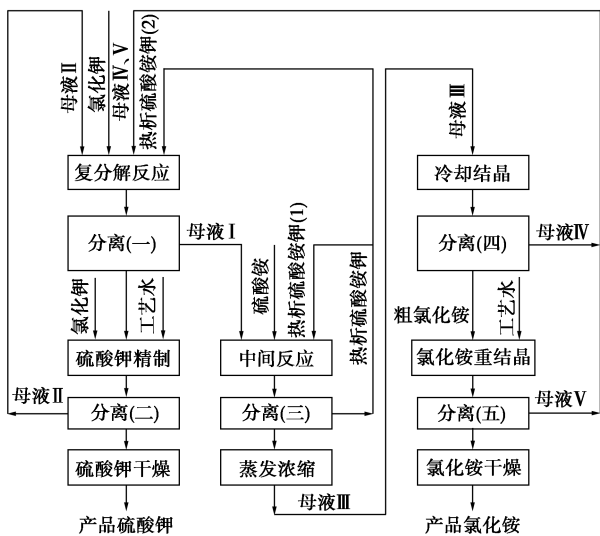 母液Ⅱ
氯化钾
母液Ⅳ、Ⅴ
热析硫酸铵钾(2)
母液Ⅲ
复分解反应
冷却结晶
分离(一)
母液Ⅰ
硫酸铵
热析硫酸铵钾(1)
热析硫酸铵钾
分离(四)
母液Ⅳ
氯化钾
工艺水
粗氯化铵
工艺水
硫酸钾精制
中间反应
氯化铵重结晶
母液Ⅱ
分离(二)
分离(三)
分离(五)
母液Ⅴ
硫酸钾干燥
蒸发浓缩
氯化铵干燥
母液Ⅲ
产品硫酸钾
产品氯化铵